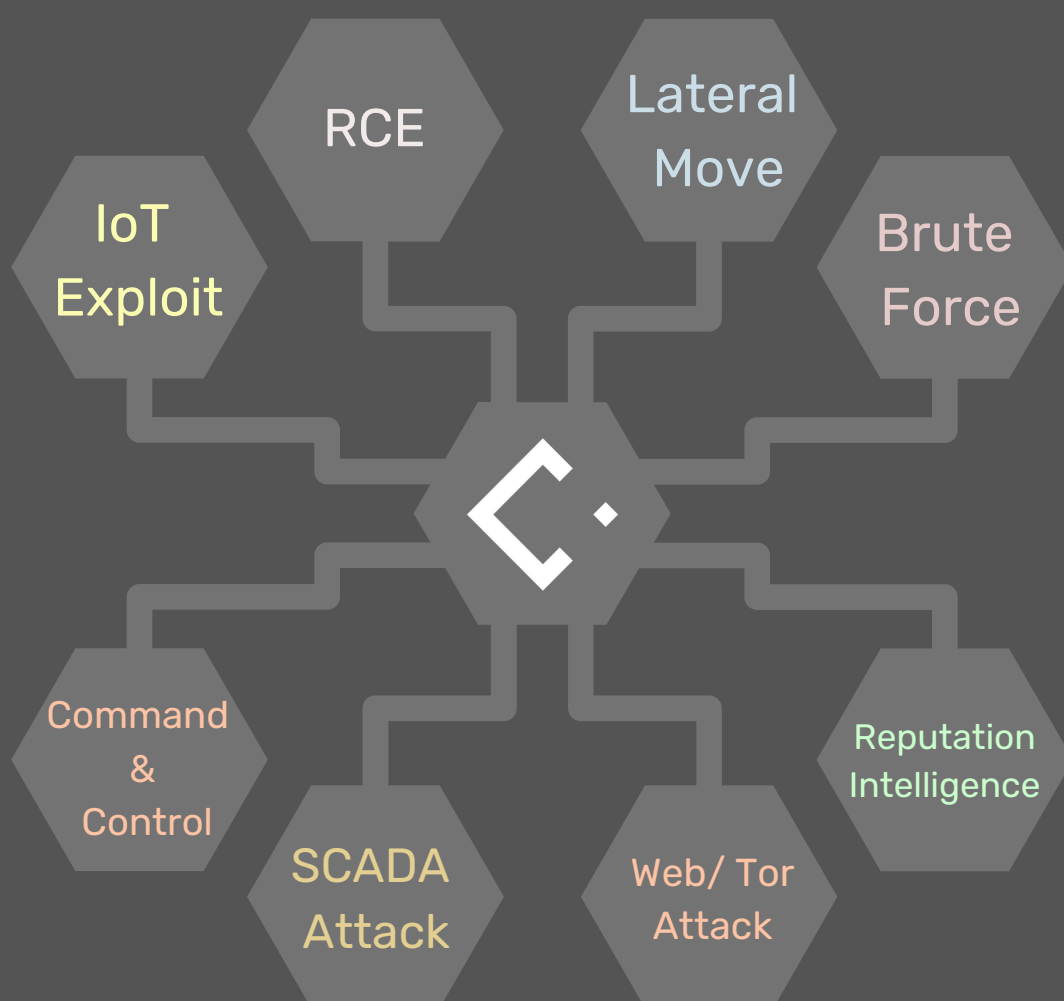 RCE
Lateral
Move
IoT
Exploit
Brute
Force
Command
&
Control
Reputation
Intelligence
SCADA
Attack
Web/ Tor
Attack